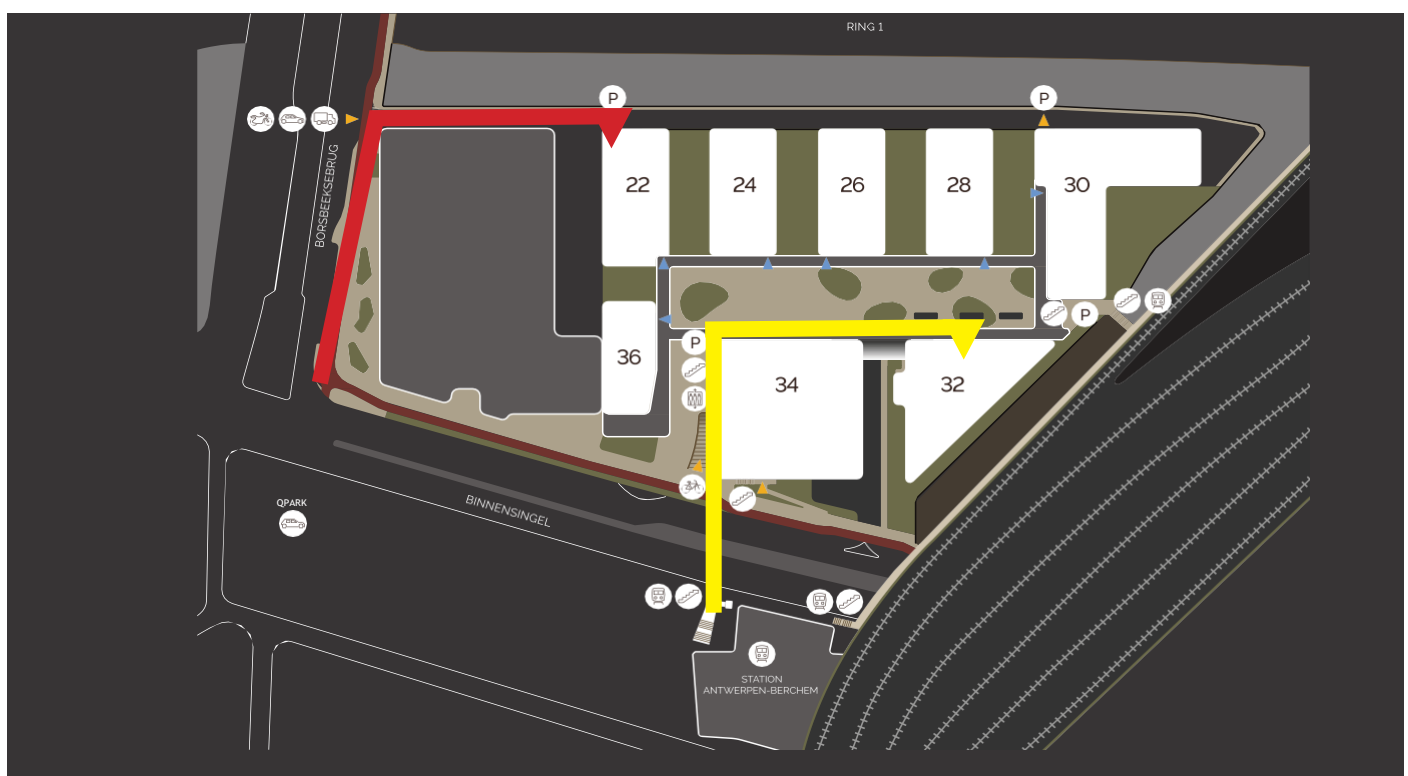 RING 1
P
P
BORSBEEKSEBRUG
22
24
26
28
30
P
P
36
34
32
QPARK
BINNENSINGEL
STATION
ANTWERPEN-BERCHEM